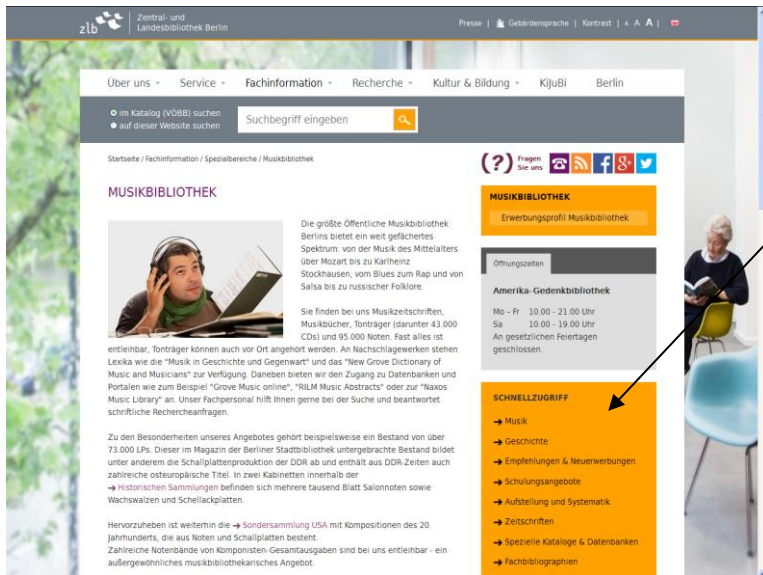 zlb
Zentral- und
Landesbibliothek Berlin
Presse | Gebärdensprache | Kontrast | A A A |
Über uns Service Fachinformation Recherche Kultur & Bildung KiJuBi Berlin
im Katalog (VÖBB) suchen
auf dieser Website suchen
Suchbegriff eingeben
Startseite / Fachinformation / Spezialbereiche / Musikbibliothek
(?) Fragen
Sie uns
MUSIKBIBLIOTHEK
Die größte Öffentliche Musikbibliothek
Berlins bietet ein weit gefächertes
Spektrum: von der Musik des Mittelalters
über Mozart bis zu Karlheinz
Stockhausen, vom Blues zum Rap und von
Salsa bis zu russischer Folklore.
Sie finden bei uns Musikzeitschriften,
Musikbücher, Tonträger (darunter 43.000
CDs) und 95.000 Noten. Fast alles ist
entleihbar, Tonträger können auch vor Ort angehört werden. An Nachschlagewerken stehen
Lexika wie die "Musik in Geschichte und Gegenwart" und das "New Grove Dictionary of
Music and Musicians" zur Verfügung. Daneben bieten wir den Zugang zu Datenbanken und
Portalen wie zum Beispiel "Grove Music online", "RILM Music Abstracts" oder zur "Naxos
Music Library" an. Unser Fachpersonal hilft Ihnen gerne bei der Suche und beantwortet
schriftliche Rechercheanfragen.
Zu den Besonderheiten unseres Angebotes gehört beispielsweise ein Bestand von über
73.000 LPs. Dieser im Magazin der Berliner Stadtbibliothek untergebrachte Bestand bildet
unter anderem die Schallplattenproduktion der DDR ab und enthält aus DDR-Zeiten auch
zahlreiche osteuropäische Titel. In zwei Kabinetten innerhalb der
→ Historischen Sammlungen befinden sich mehrere tausend Blatt Salonnoten sowie
Wachswalzen und Schellackplatten.
Hervorzuheben ist weiterhin die → Sondersammlung USA mit Kompositionen des 20.
Jahrhunderts, die aus Noten und Schallplatten besteht.
Zahlreiche Notenbände von Komponisten-Gesamtausgaben sind bei uns entleihbar - ein
außergewöhnliches musikbibliothekarisches Angebot.
MUSIKBIBLIOTHEK
Erwerbungsprofil Musikbibliothek
Öffnungszeiten
Amerika- Gedenkbibliothek
Mo - Fr 10.00 - 21.00 Uhr
Sa 10.00 - 19.00 Uhr
An gesetzlichen Feiertagen
geschlossen.
SCHNELLZUGRIFF
→ Musik
→ Geschichte
→ Empfehlungen & Neuerwerbungen
→ Schulungsangebote
→ Aufstellung und Systematik
→ Zeitschriften
→ Spezielle Kataloge & Datenbanken
→ Fachbibliographien